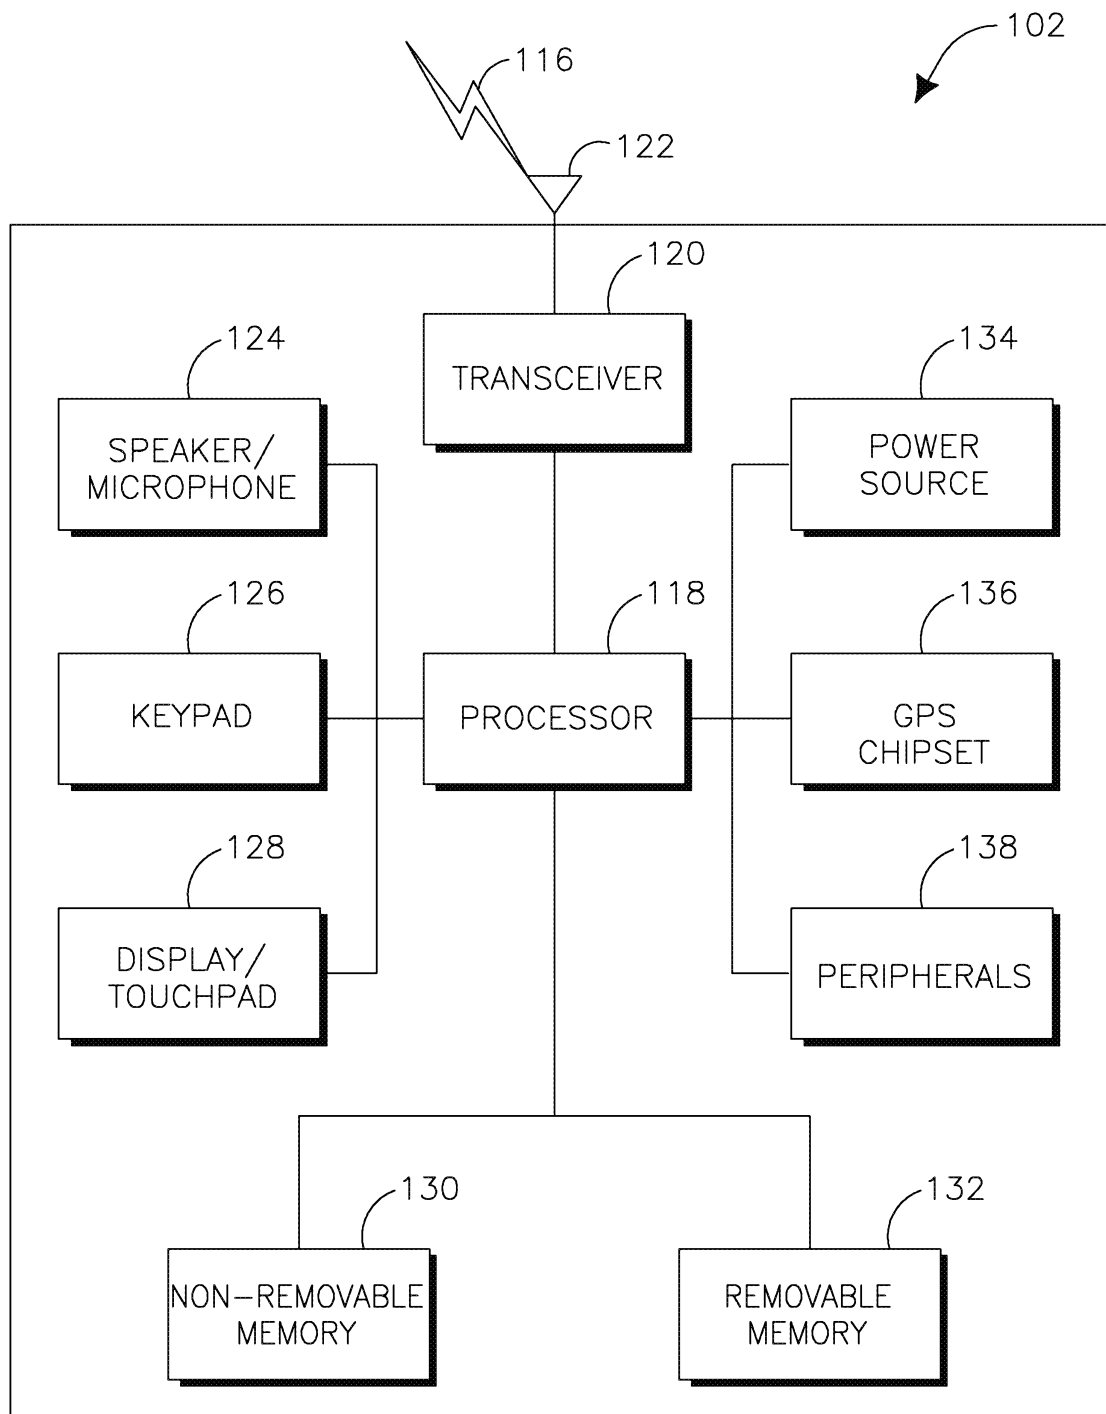 102
116
122
120
TRANSCEIVER
124
SPEAKER/
MICROPHONE
134
POWER
SOURCE
126
KEYPAD
118
PROCESSOR
136
GPS
CHIPSET
128
DISPLAY/
TOUCHPAD
138
PERIPHERALS
130
NON-REMOVABLE
MEMORY
132
REMOVABLE
MEMORY